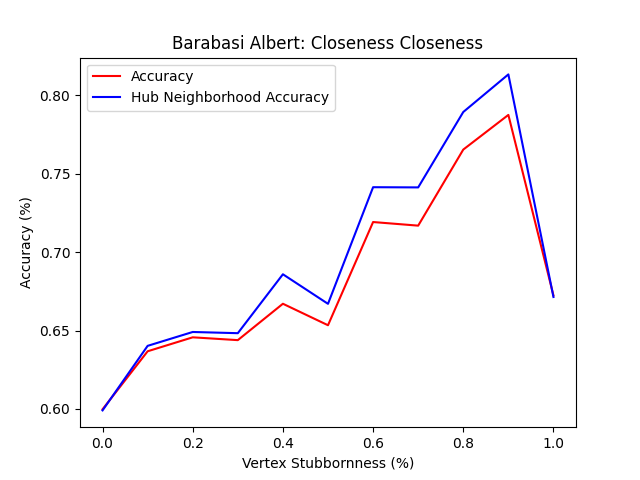 Barabasi Albert: Closeness Closeness
Accuracy
Hub Neighborhood Accuracy
Accuracy (%)
0.80
0.75
0.70
0.65
0.60
0.0 0.2 0.4 0.6 0.8 1.0
Vertex Stubbornness (%)